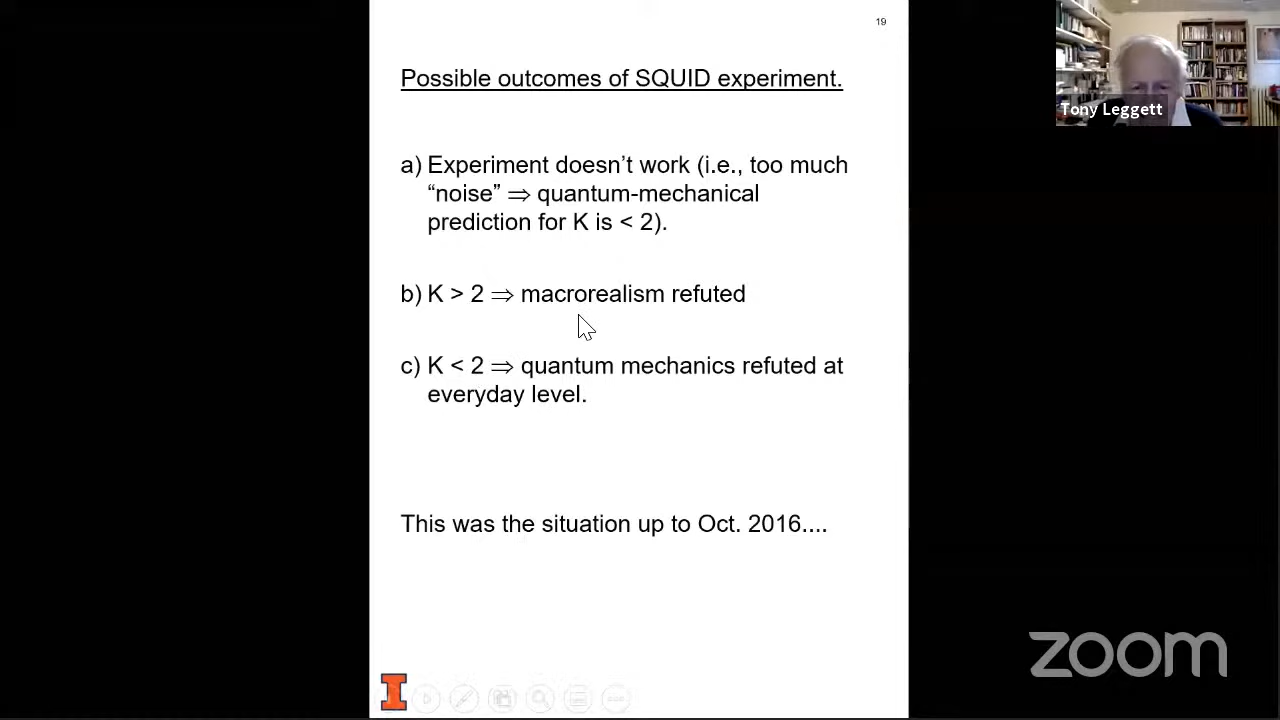 19
Tony Leggett
Possible outcomes of SQUID experiment.
a) Experiment doesn’t work (i.e., too much
“noise” ⇒ quantum-mechanical
prediction for K is < 2).
b) K > 2 ⇒ macrorealism refuted
c) K < 2 ⇒ quantum mechanics refuted at
everyday level.
This was the situation up to Oct. 2016....
I
zoom